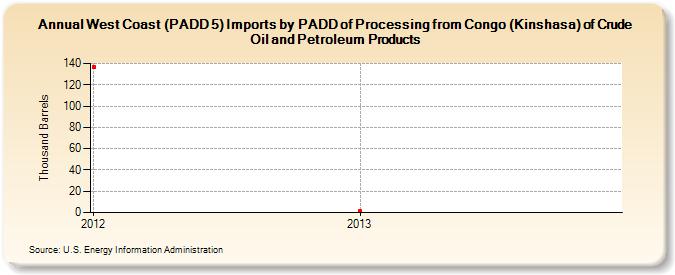 Annual West Coast (PADD 5) Imports by PADD of Processing from Congo (Kinshasa) of Crude
Oil and Petroleum Products
Thousand Barrels
140
120
100
80
60
40
20
0
2012
2013
Source: U.S. Energy Information Administration